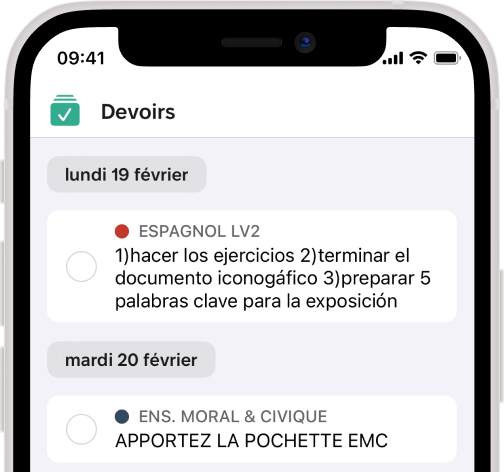 09:41
Devoirs
lundi 19 février
ESPAGNOL LV2
1)hacer los ejercicios 2)terminar el
documento iconogáfico 3)preparar 5
palabras clave para la exposición
mardi 20 février
ENS. MORAL & CIVIQUE
APPORTEZ LA POCHETTE EMC